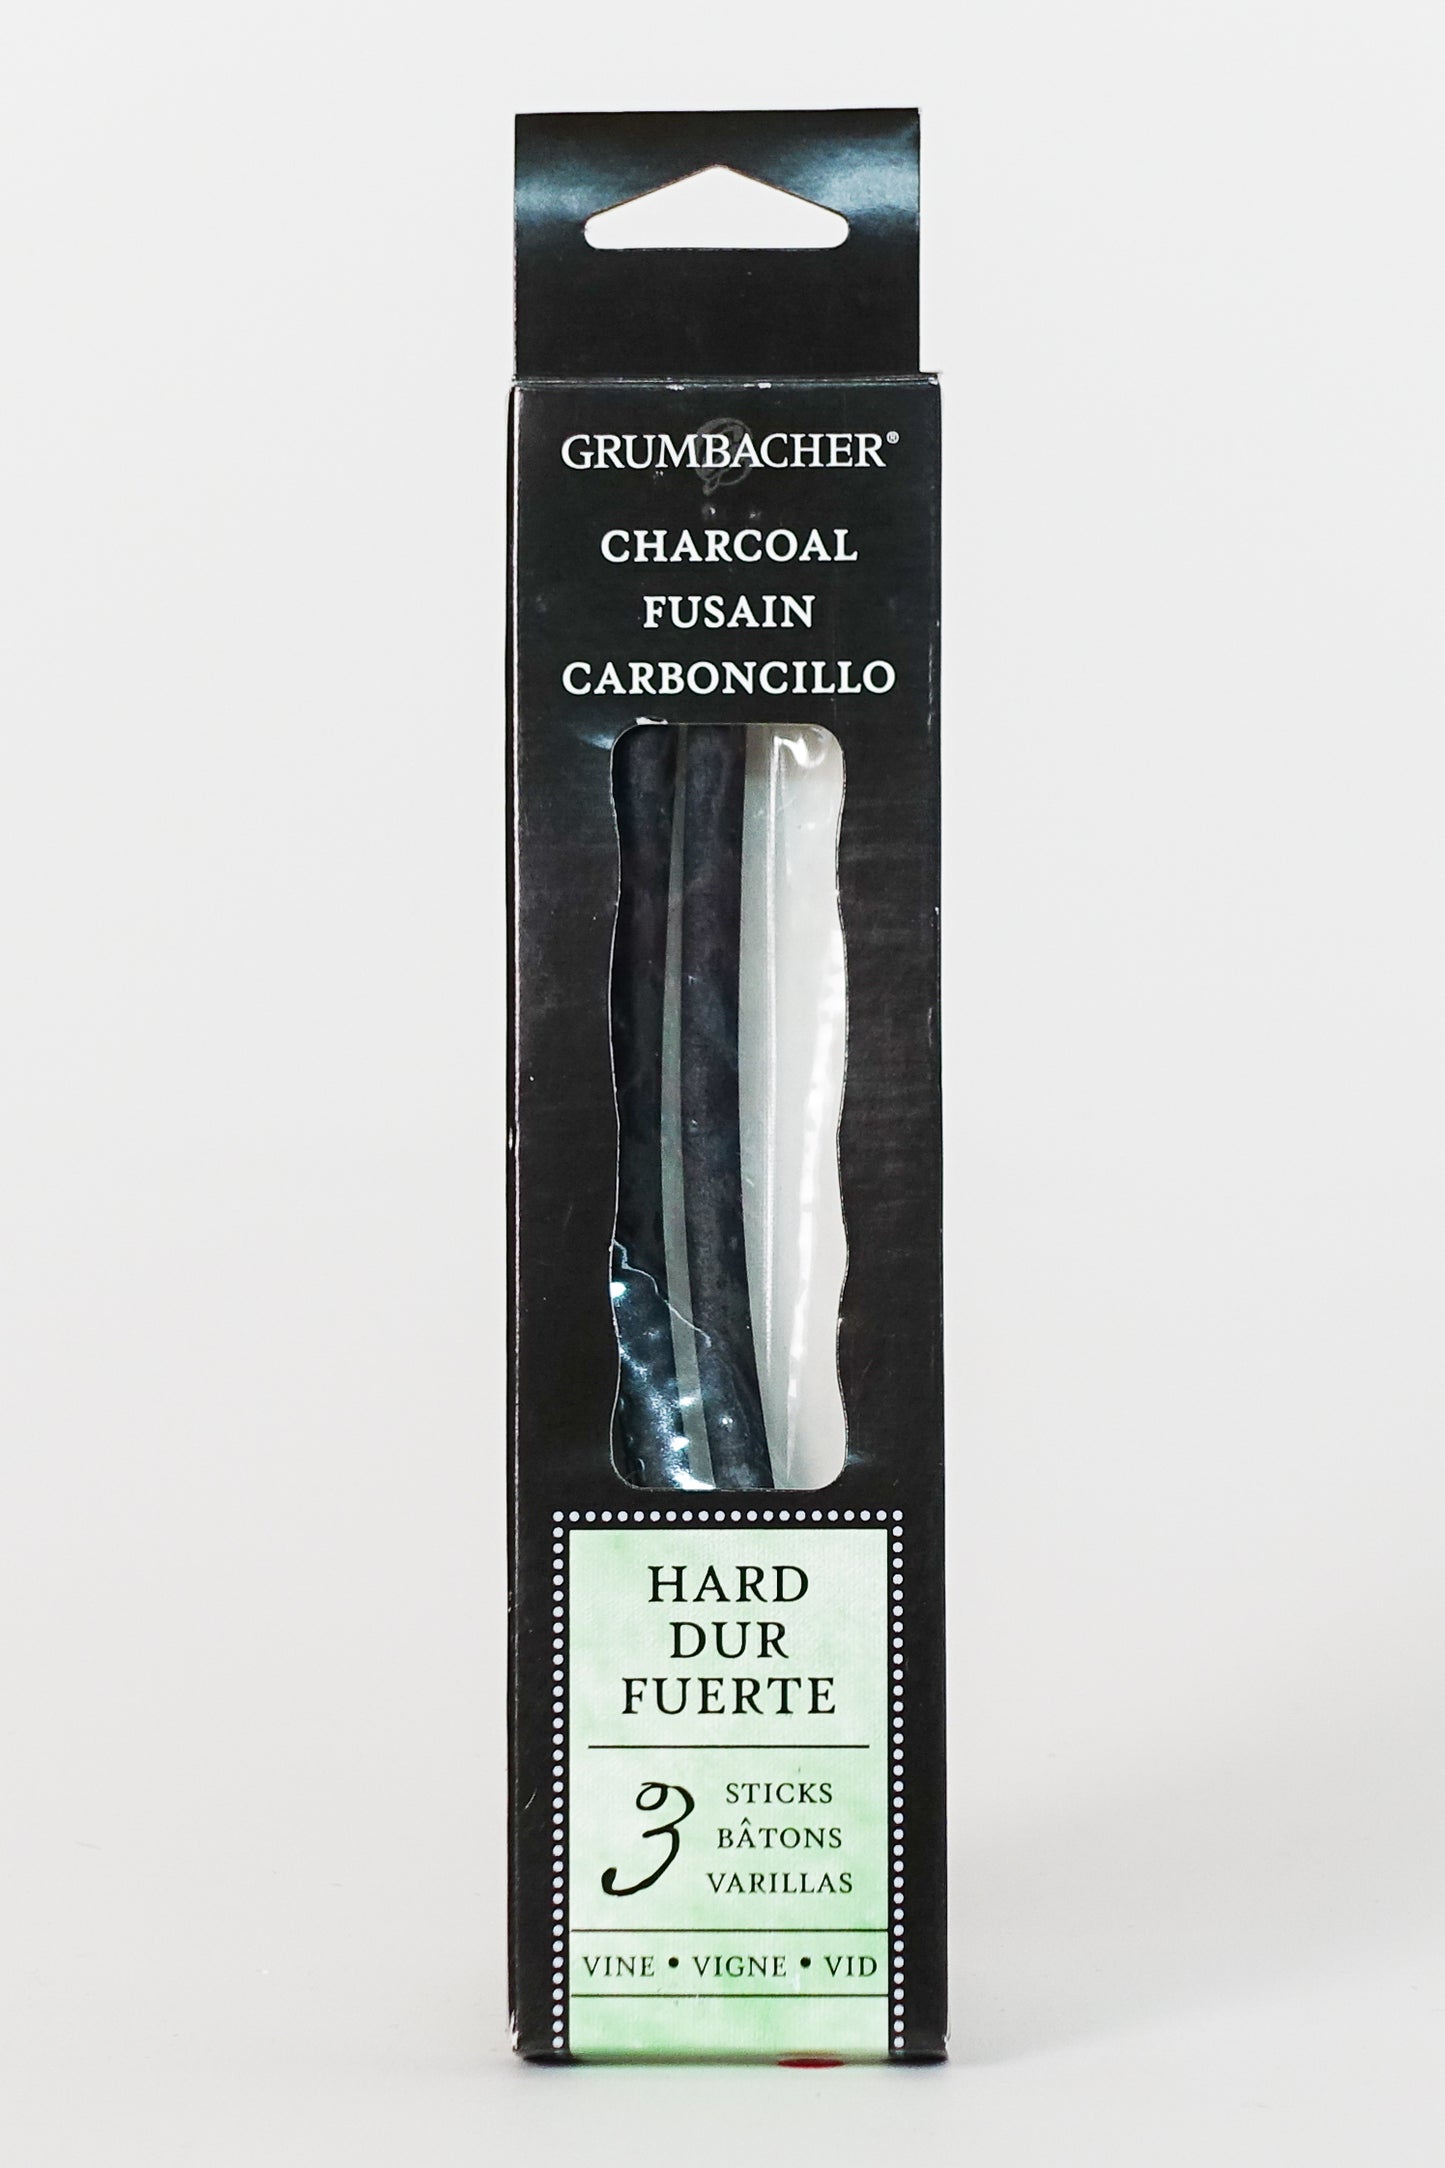 GRUMBACHER®
CHARCOAL
FUSAIN
CARBONCILLO
HARD
DUR
FUERTE
3 STICKS
BÂTONS
VARILLAS
VINE • VIGNE • VID